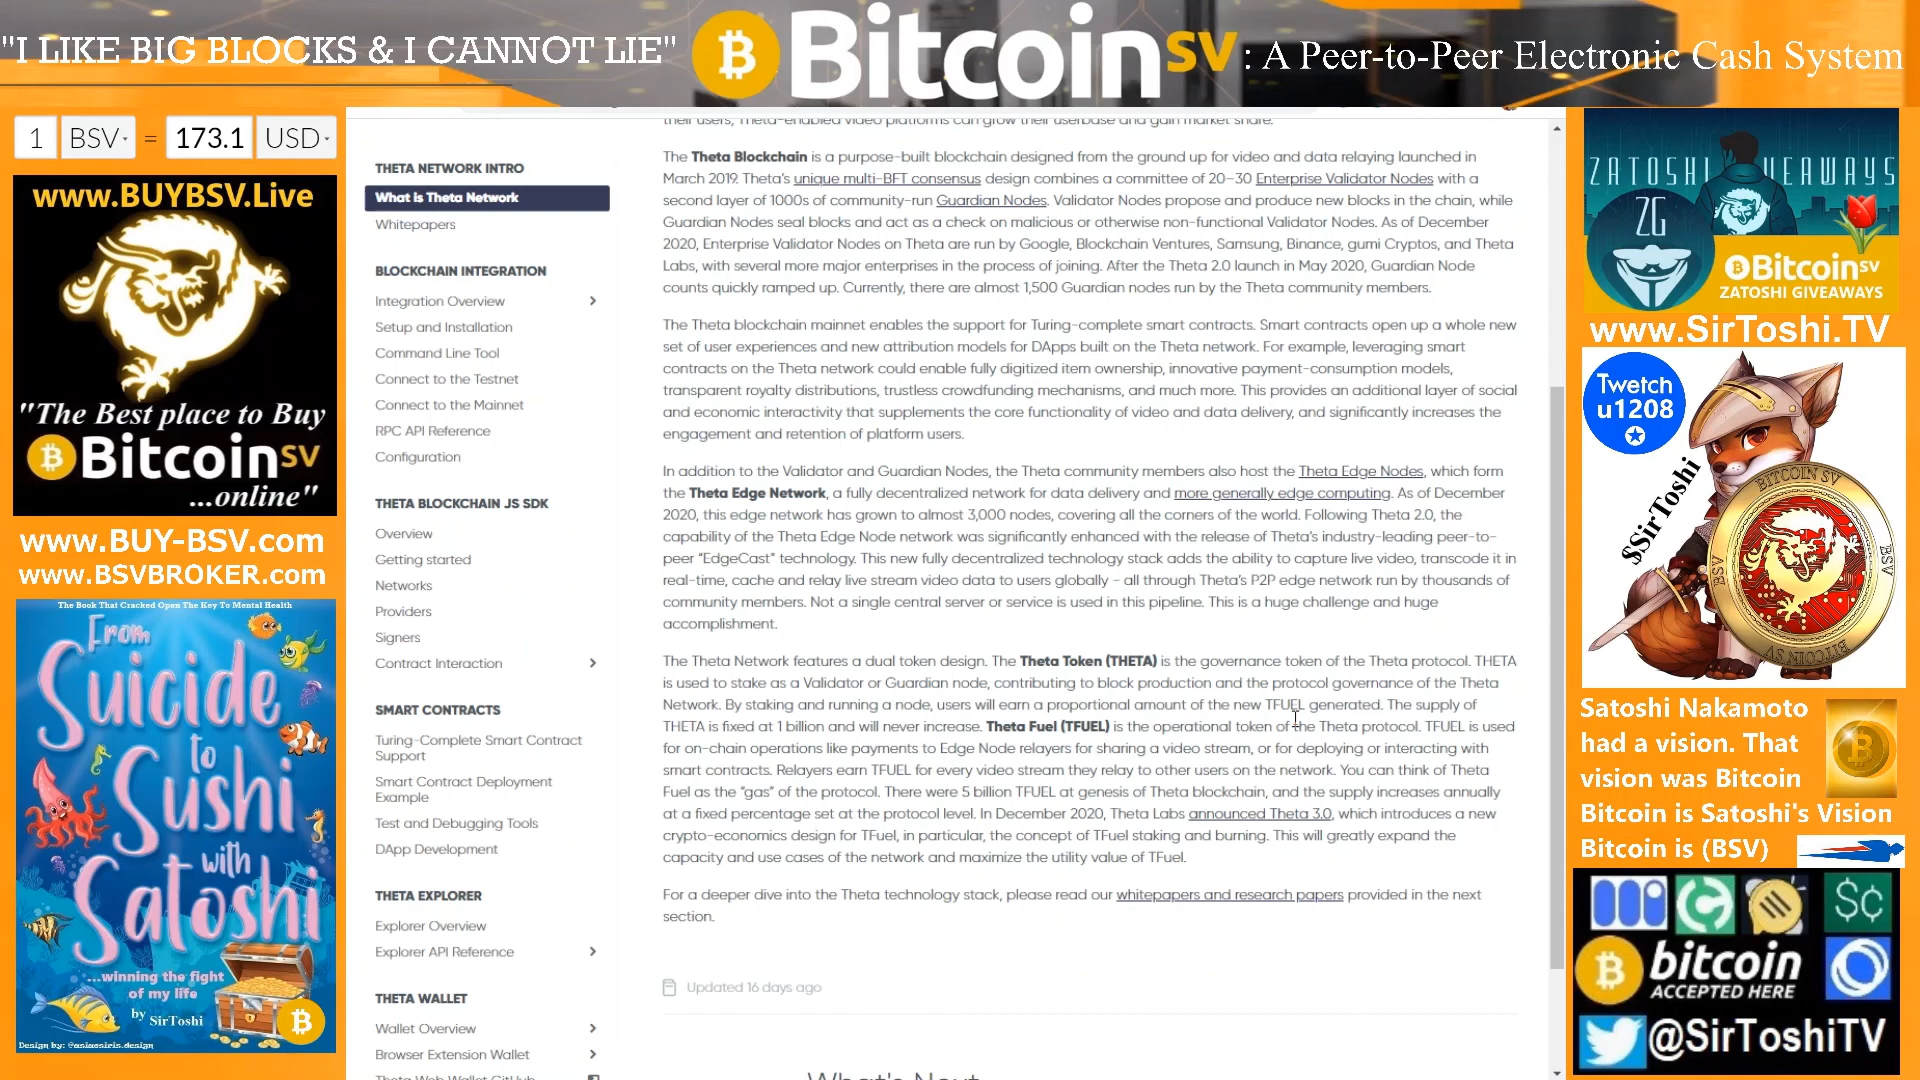 "I LIKE BIG BLOCKS & I CANNOT LIE"
Bitcoin SV : A Peer-to-Peer Electronic Cash System
1 BSV = 173.1 USD
www.BUYBSV.Live
"The Best place to Buy
Bitcoin SV
...online"
www.BUY-BSV.com
www.BSVBROKER.com
The Book That Cracked Open The Key To Mental Health
From
Suicide
to
Sushi
with
Satoshi
...winning the fight
of my life
by SirToshi
Design by: @asiaosiris.design
THETA NETWORK INTRO
What is Theta Network
Whitepapers
BLOCKCHAIN INTEGRATION
Integration Overview
Setup and Installation
Command Line Tool
Connect to the Testnet
Connect to the Mainnet
RPC API Reference
Configuration
THETA BLOCKCHAIN JS SDK
Overview
Getting started
Networks
Providers
Signers
Contract Interaction
SMART CONTRACTS
Turing-Complete Smart Contract
Support
Smart Contract Deployment
Example
Test and Debugging Tools
DApp Development
THETA EXPLORER
Explorer Overview
Explorer API Reference
THETA WALLET
Wallet Overview
Browser Extension Wallet
Theta Web Wallet GitHub
their users, Theta-enabled video platforms can grow their userbase and gain market share.
The Theta Blockchain is a purpose-built blockchain designed from the ground up for video and data relaying launched in
March 2019. Theta's unique multi-BFT consensus design combines a committee of 20-30 Enterprise Validator Nodes with a
second layer of 1000s of community-run Guardian Nodes. Validator Nodes propose and produce new blocks in the chain, while
Guardian Nodes seal blocks and act as a check on malicious or otherwise non-functional Validator Nodes. As of December
2020, Enterprise Validator Nodes on Theta are run by Google, Blockchain Ventures, Samsung, Binance, gumi Cryptos, and Theta
Labs, with several more major enterprises in the process of joining. After the Theta 2.0 launch in May 2020, Guardian Node
counts quickly ramped up. Currently, there are almost 1,500 Guardian nodes run by the Theta community members.
The Theta blockchain mainnet enables the support for Turing-complete smart contracts. Smart contracts open up a whole new
set of user experiences and new attribution models for DApps built on the Theta network. For example, leveraging smart
contracts on the Theta network could enable fully digitized item ownership, innovative payment-consumption models,
transparent royalty distributions, trustless crowdfunding mechanisms, and much more. This provides an additional layer of social
and economic interactivity that supplements the core functionality of video and data delivery, and significantly increases the
engagement and retention of platform users.
In addition to the Validator and Guardian Nodes, the Theta community members also host the Theta Edge Nodes, which form
the Theta Edge Network, a fully decentralized network for data delivery and more generally edge computing. As of December
2020, this edge network has grown to almost 3,000 nodes, covering all the corners of the world. Following Theta 2.0, the
capability of the Theta Edge Node network was significantly enhanced with the release of Theta's industry-leading peer-to-
peer "EdgeCast" technology. This new fully decentralized technology stack adds the ability to capture live video, transcode it in
real-time, cache and relay live stream video data to users globally - all through Theta's P2P edge network run by thousands of
community members. Not a single central server or service is used in this pipeline. This is a huge challenge and huge
accomplishment.
The Theta Network features a dual token design. The Theta Token (THETA) is the governance token of the Theta protocol. THETA
is used to stake as a Validator or Guardian node, contributing to block production and the protocol governance of the Theta
Network. By staking and running a node, users will earn a proportional amount of the new TFUEL generated. The supply of
THETA is fixed at 1 billion and will never increase. Theta Fuel (TFUEL) is the operational token of the Theta protocol. TFUEL is used
for on-chain operations like payments to Edge Node relayers for sharing a video stream, or for deploying or interacting with
smart contracts. Relayers earn TFUEL for every video stream they relay to other users on the network. You can think of Theta
Fuel as the "gas" of the protocol. There were 5 billion TFUEL at genesis of Theta blockchain, and the supply increases annually
at a fixed percentage set at the protocol level. In December 2020, Theta Labs announced Theta 3.0, which introduces a new
crypto-economics design for TFuel, in particular, the concept of TFuel staking and burning. This will greatly expand the
capacity and use cases of the network and maximize the utility value of TFuel.
For a deeper dive into the Theta technology stack, please read our whitepapers and research papers provided in the next
section.
Updated 16 days ago
What's Next
ZATOSHI
ZG
Bitcoin SV
ZATOSHI GIVEAWAYS
www.SirToshi.TV
Twetch
u1208
$SirToshi
BITCOIN SV
BSV
BSV
BITCOIN SV
Satoshi Nakamoto
had a vision. That
vision was Bitcoin
Bitcoin is Satoshi's Vision
Bitcoin is (BSV)
$¢
bitcoin
ACCEPTED HERE
@SirToshiTV